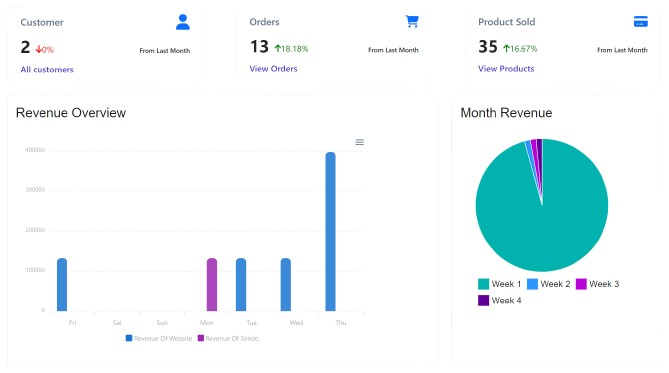 Customer
2 0% From Last Month
All customers
Orders
13 18.18% From Last Month
View Orders
Product Sold
35 16.67% From Last Month
View Products
Revenue Overview
400000
300000
200000
100000
0
Fri Sat Sun Mon Tue Wed Thu
Revenue Of Website Revenue Of Sendo
Month Revenue
Week 1 Week 2 Week 3
Week 4